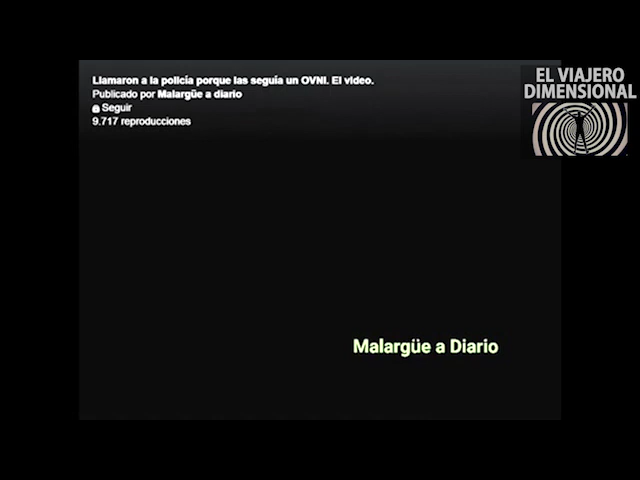 Llamaron a la policía porque las seguía un OVNI. El video.
Publicado por Malargüe a diario
Seguir
9.717 reproducciones
EL VIAJERO
DIMENSIONAL
Malargüe a Diario